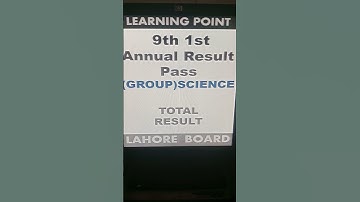 LEARNING POINT
9th 1st
Annual Result
Pass
(GROUP)SCIENCE
TOTAL
RESULT
LAHORE BOARD